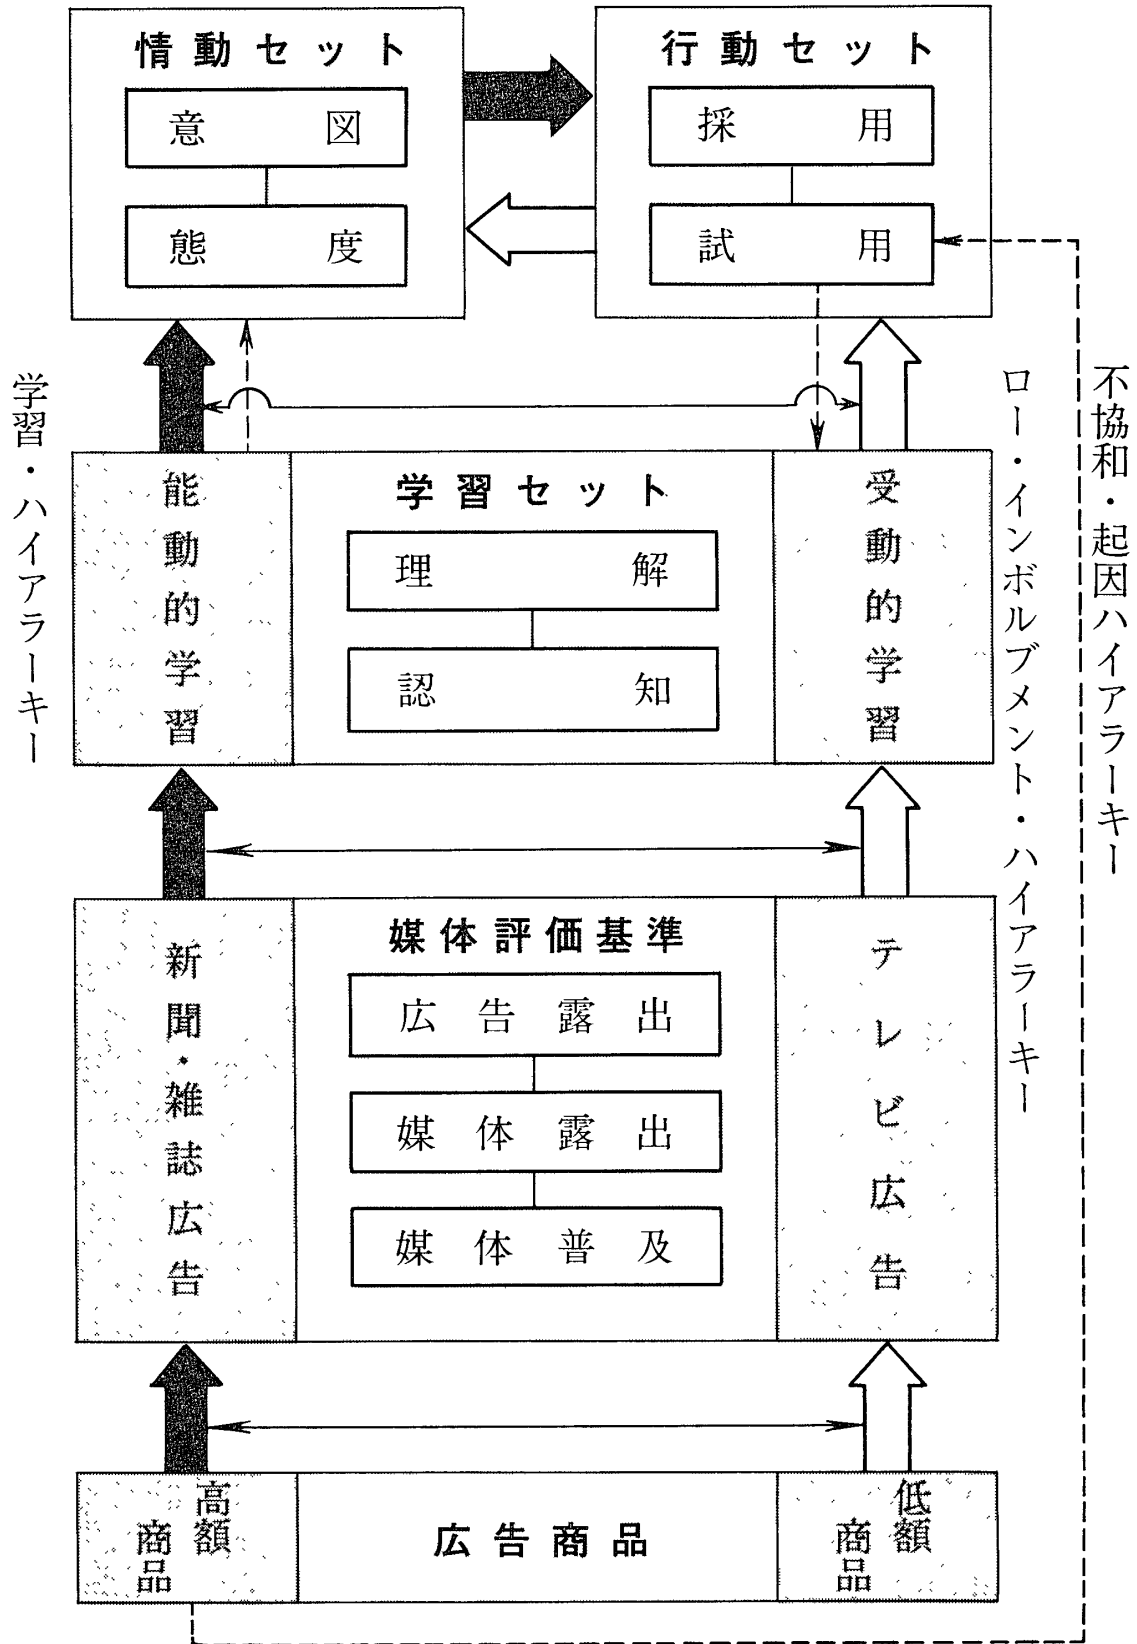 情動セット
意図
態度
行動セット
採用
試用
学習・ハイアラーキー
ロー・インボルブメント・ハイアラーキー
不協和・起因ハイアラーキー
能動的学習
学習セット
理解
認知
受動的学習
新聞・雑誌広告
媒体評価基準
広告露出
媒体露出
媒体普及
テレビ広告
高額
商品
広告商品
低額
商品